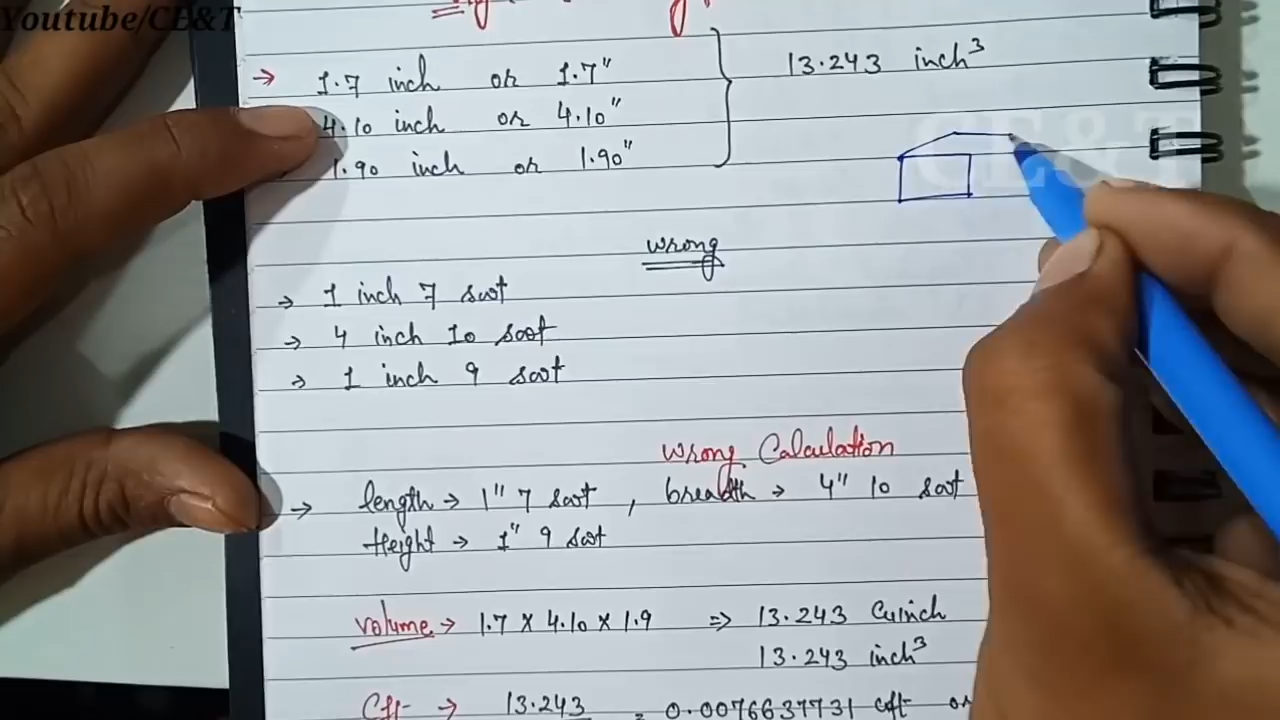 Youtube/CE&T
→ 1.7 inch or 1.7" 13.243 inch³
4.10 inch or 4.10"
1.90 inch or 1.90"
CE&T
Wrong
→ 1 inch 7 soot
→ 4 inch 10 soot
→ 1 inch 9 soot
Wrong Calculation
→ length → 1" 7 soot , breadth → 4" 10 soot
Height → 1" 9 soot
Volume → 1.7 × 4.10 × 1.9 ⇒ 13.243 Cuinch
13.243 inch³
Cft → 13.243 = 0.0076637731 cft or